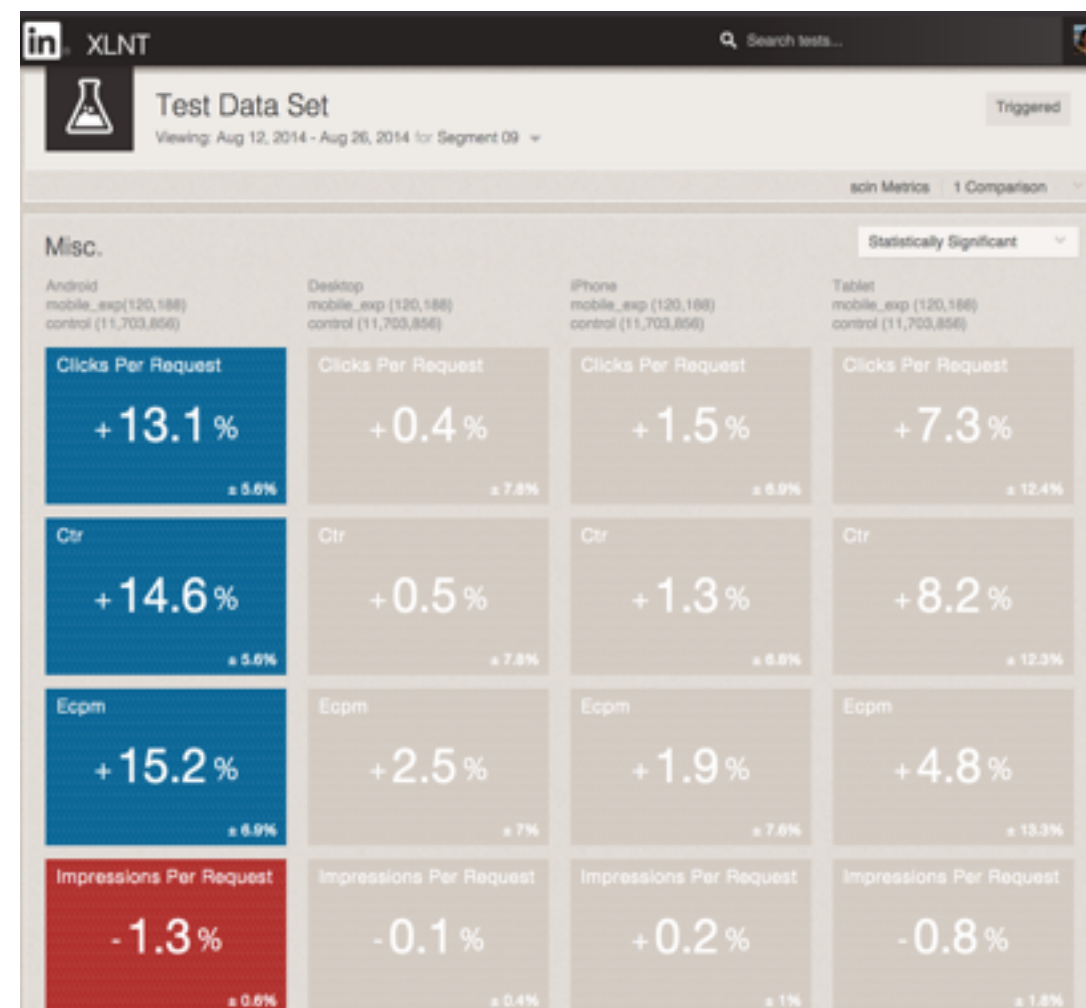 in XLNT Search tests...
Test Data Set Triggered
Viewing: Aug 12, 2014 - Aug 26, 2014 for Segment 09
scin Metrics 1 Comparison
Misc. Statistically Significant
Android Desktop iPhone Tablet
mobile_exp(120,188) mobile_exp (120,188) mobile_exp (120,188) mobile_exp (120,188)
control (11,703,856) control (11,703,856) control (11,703,856) control (11,703,856)
Clicks Per Request Clicks Per Request Clicks Per Request Clicks Per Request
+13.1% +0.4% +1.5% +7.3%
± 5.6% ± 7.8% ± 6.9% ± 12.4%
Ctr Ctr Ctr Ctr
+14.6% +0.5% +1.3% +8.2%
± 5.6% ± 7.8% ± 6.8% ± 12.3%
Ecpm Ecpm Ecpm Ecpm
+15.2% +2.5% +1.9% +4.8%
± 6.9% ± 7% ± 7.6% ± 13.3%
Impressions Per Request Impressions Per Request Impressions Per Request Impressions Per Request
-1.3% -0.1% +0.2% -0.8%
± 0.6% ± 0.4% ± 1% ± 1.8%